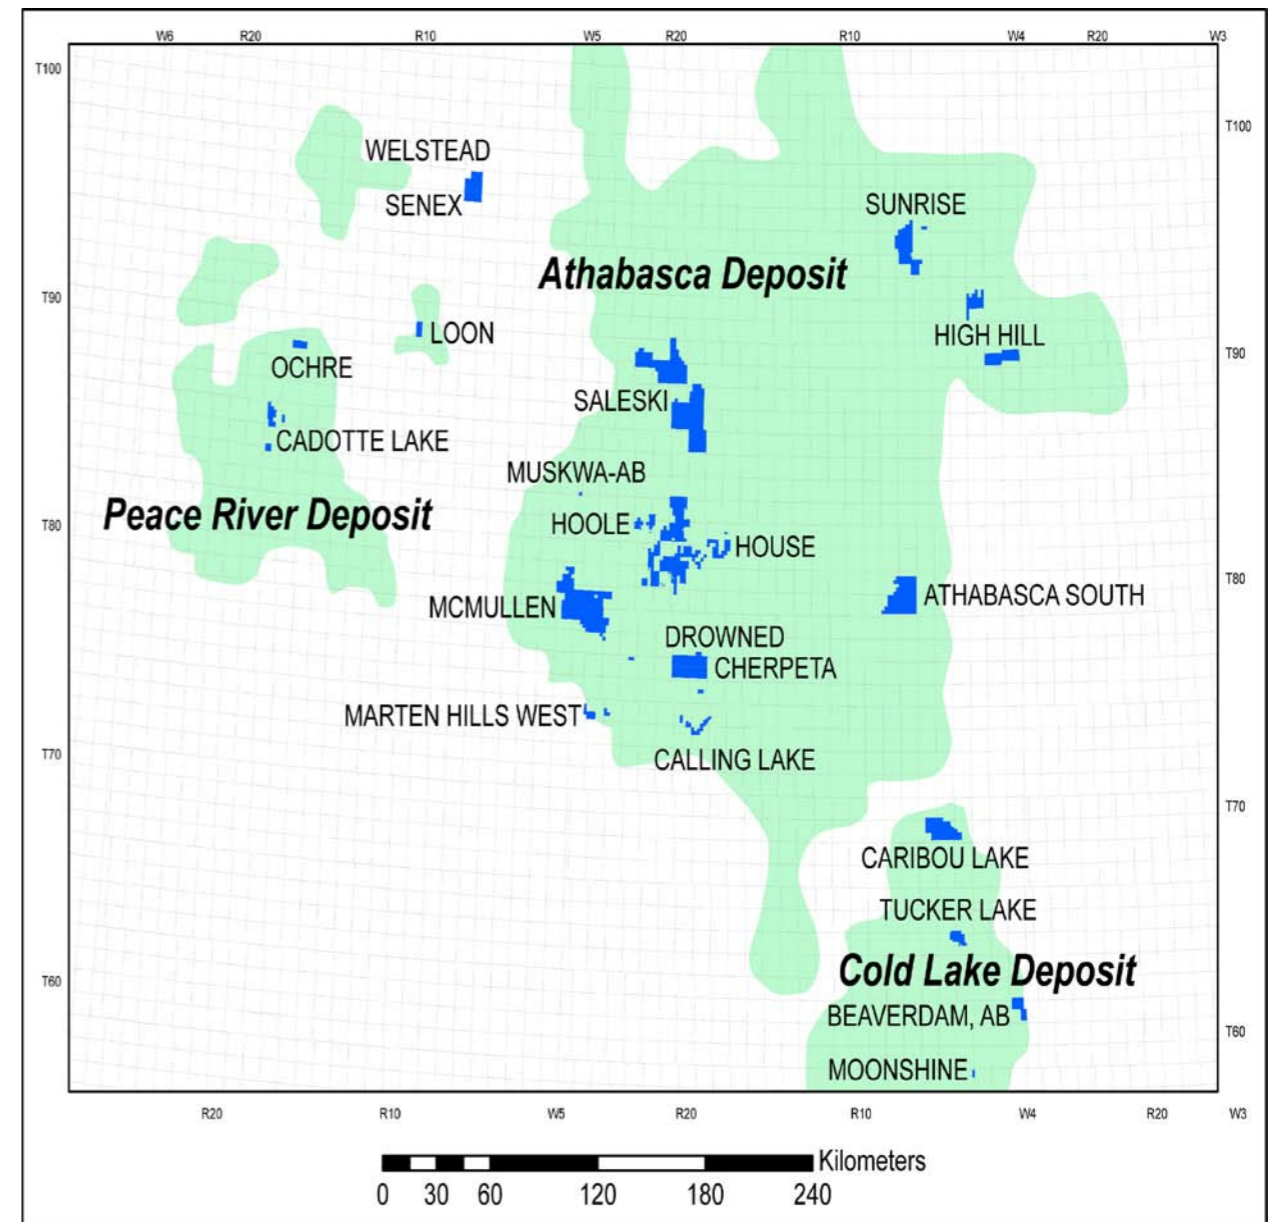 W6 R20 R10 W5 R20 R10 W4 R20 W3
T100
T100
WELSTEAD
SENEX
SUNRISE
Athabasca Deposit
T90
LOON
HIGH HILL
T90
OCHRE
SALESKI
CADOTTE LAKE
MUSKWA-AB
Peace River Deposit
T80
HOOLE
HOUSE
T80
MCMULLEN
ATHABASCA SOUTH
DROWNED
CHERPETA
MARTEN HILLS WEST
T70
CALLING LAKE
T70
CARIBOU LAKE
TUCKER LAKE
T60
Cold Lake Deposit
BEAVERDAM, AB
T60
MOONSHINE
R20 R10 W5 R20 R10 W4 R20 W3
Kilometers
0 30 60 120 180 240